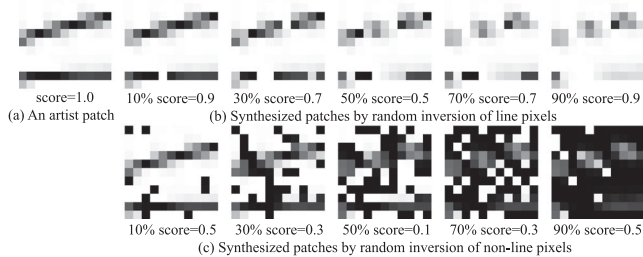 score=1.0 10% score=0.9 30% score=0.7 50% score=0.5 70% score=0.7 90% score=0.9
(a) An artist patch (b) Synthesized patches by random inversion of line pixels
10% score=0.5 30% score=0.3 50% score=0.1 70% score=0.3 90% score=0.5
(c) Synthesized patches by random inversion of non-line pixels